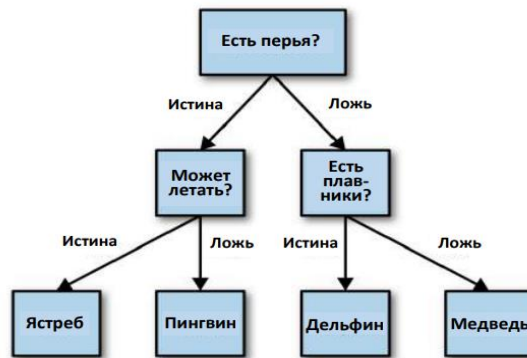 Есть перья?
Истина
Ложь
Может
летать?
Есть
плав-
ники?
Истина
Ложь
Истина
Ложь
Ястреб
Пингвин
Дельфин
Медведь